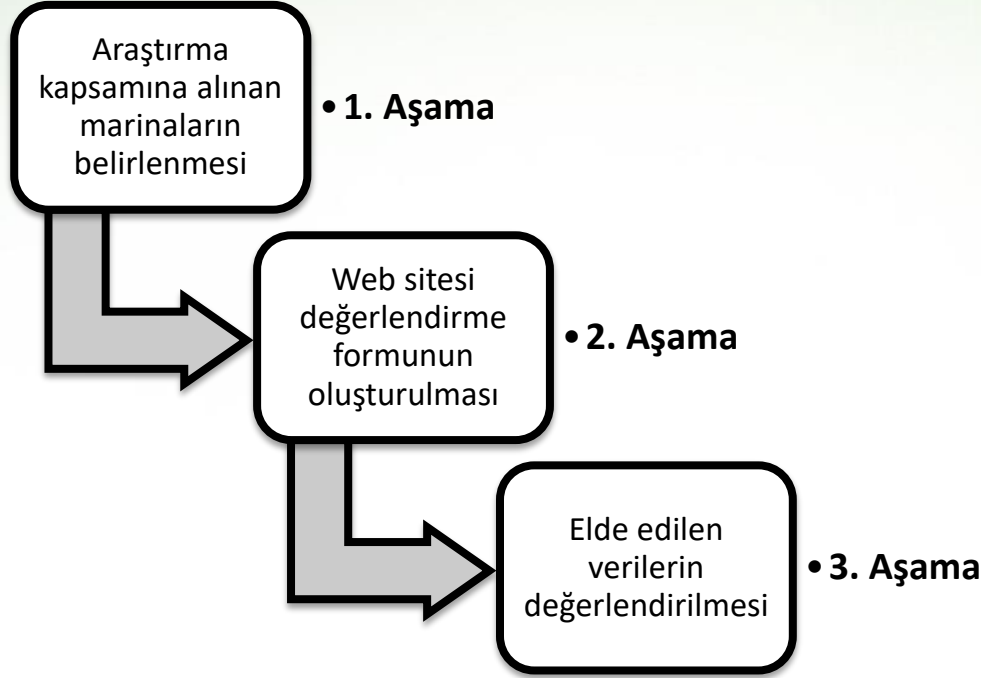 Araştırma
kapsamına alınan
marinaların
belirlenmesi
• 1. Aşama
Web sitesi
değerlendirme
formunun
oluşturulması
• 2. Aşama
Elde edilen
verilerin
değerlendirilmesi
• 3. Aşama